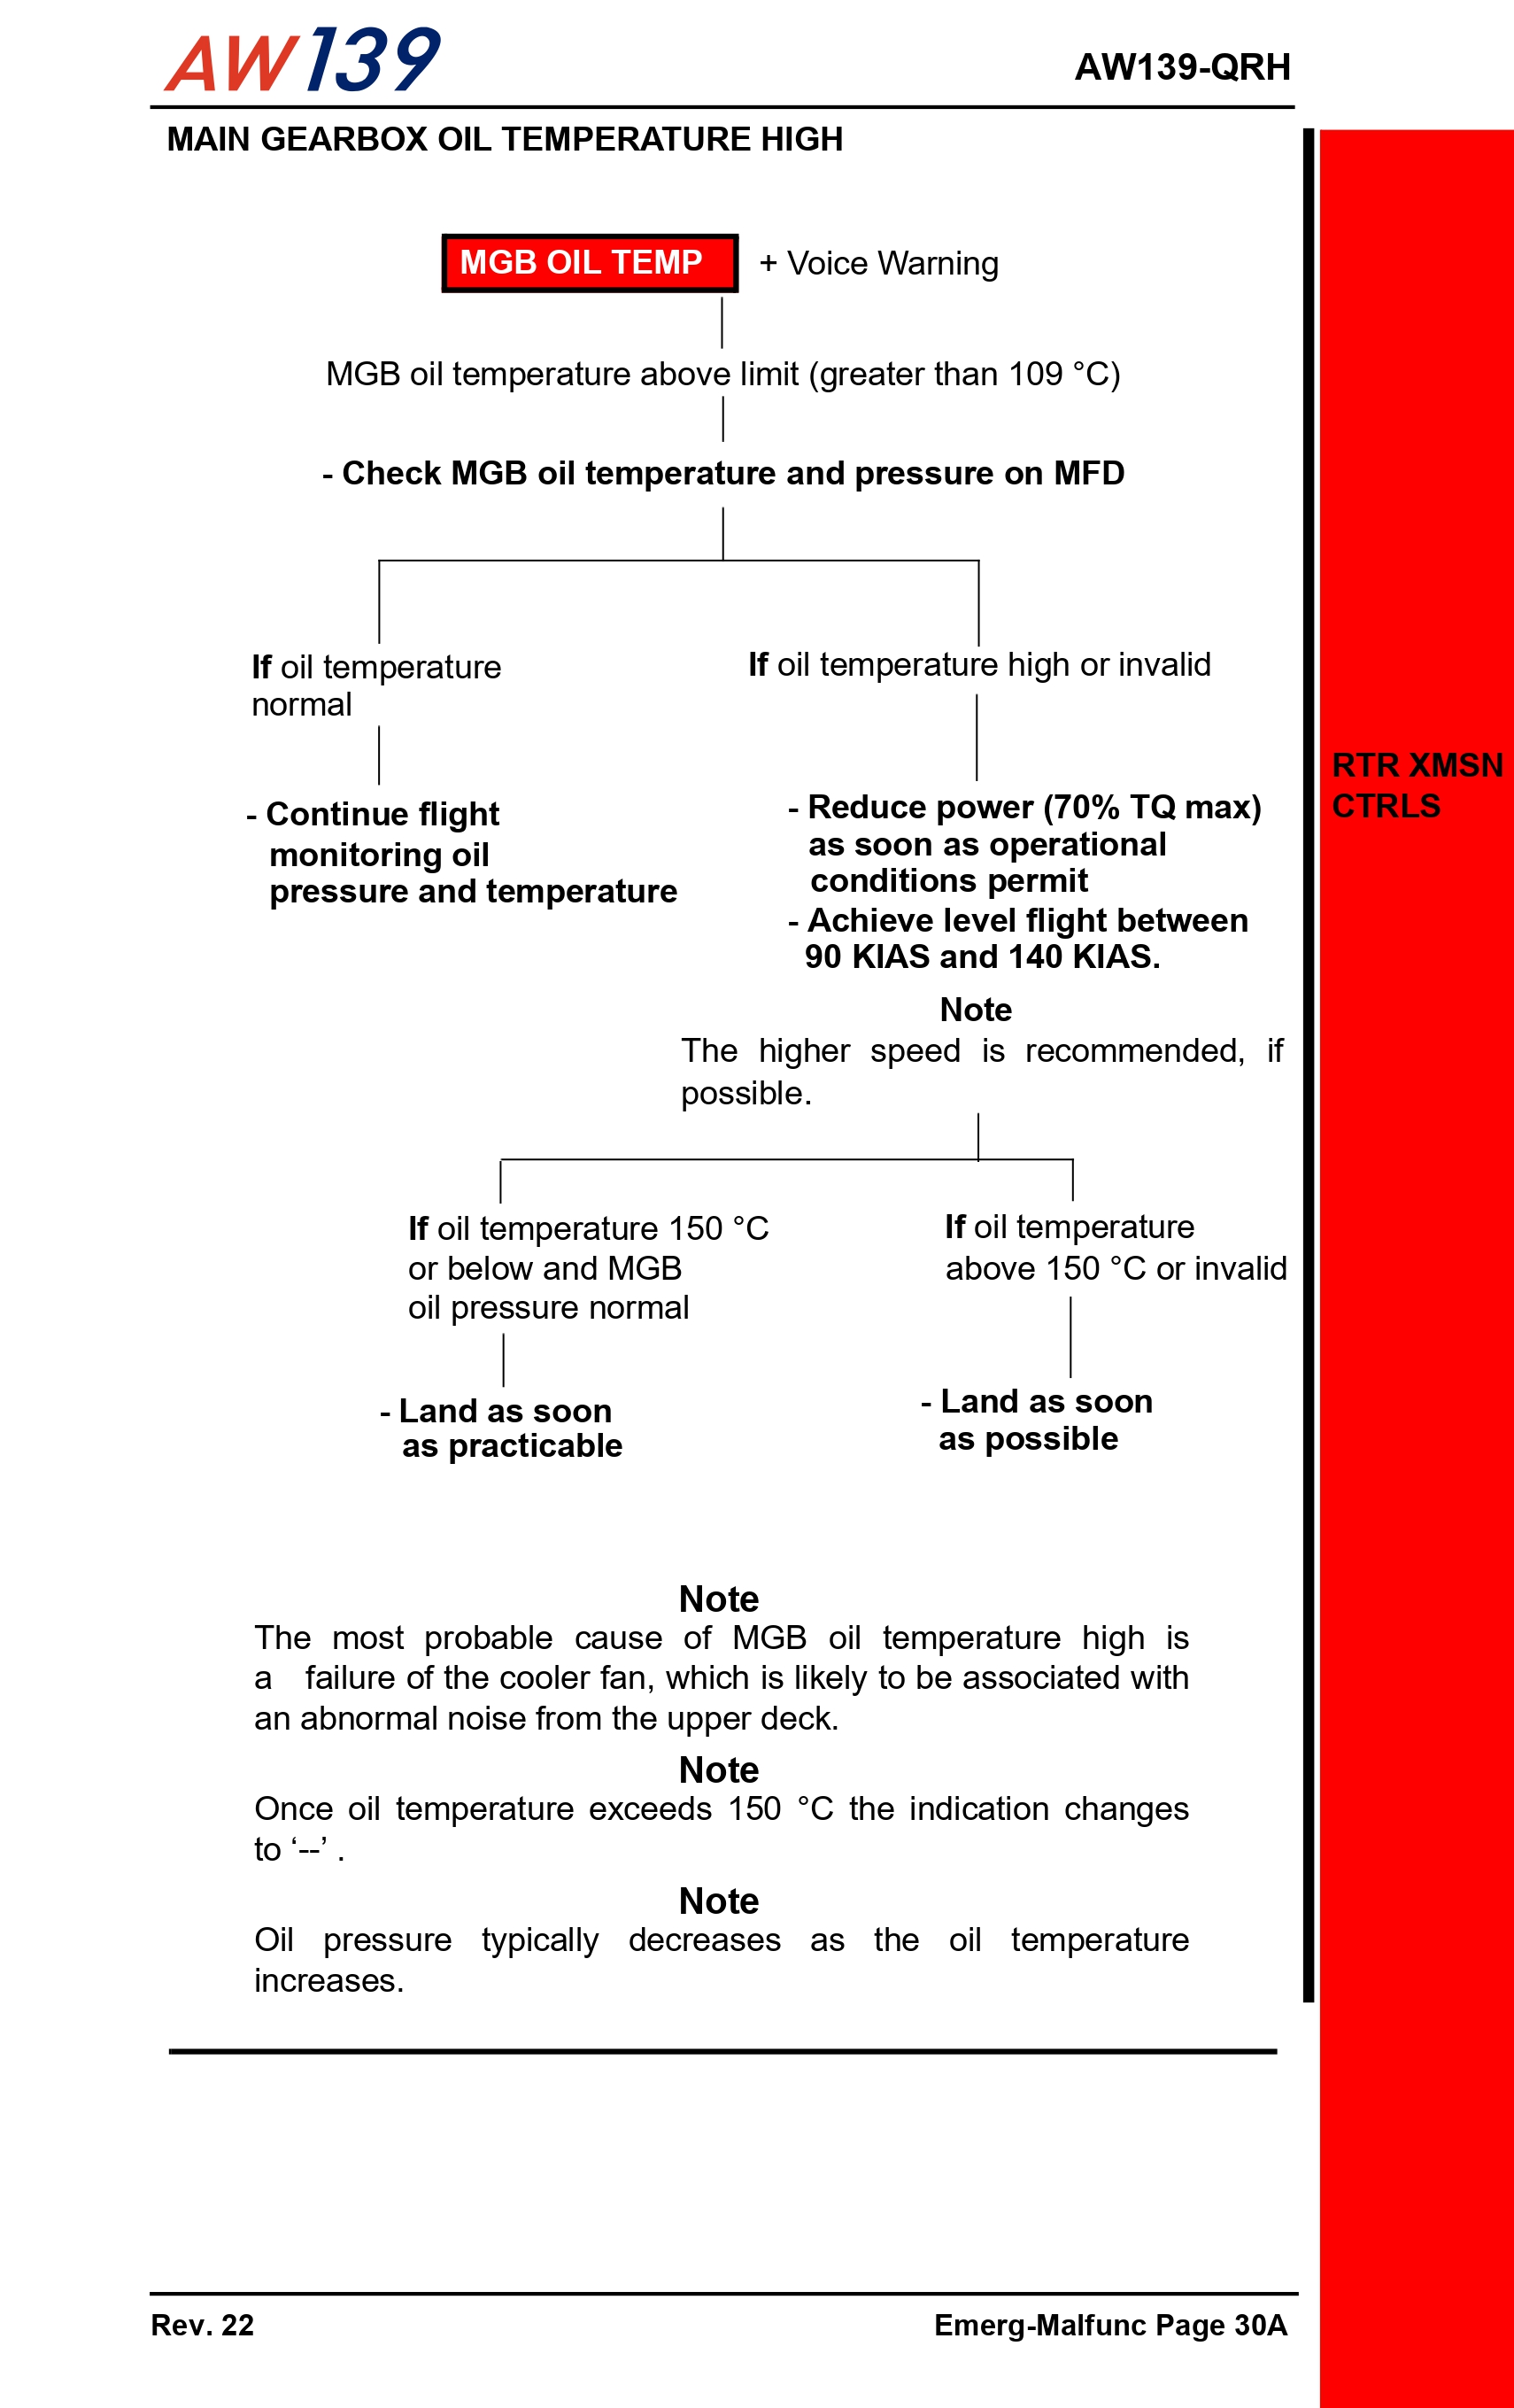 AW139
AW139-QRH
MAIN GEARBOX OIL TEMPERATURE HIGH
MGB OIL TEMP + Voice Warning
MGB oil temperature above limit (greater than 109 °C)
- Check MGB oil temperature and pressure on MFD
If oil temperature
normal
- Continue flight
monitoring oil
pressure and temperature
If oil temperature high or invalid
- Reduce power (70% TQ max)
as soon as operational
conditions permit
- Achieve level flight between
90 KIAS and 140 KIAS.
Note
The higher speed is recommended, if
possible.
If oil temperature 150 °C
or below and MGB
oil pressure normal
- Land as soon
as practicable
If oil temperature
above 150 °C or invalid
- Land as soon
as possible
Note
The most probable cause of MGB oil temperature high is
a failure of the cooler fan, which is likely to be associated with
an abnormal noise from the upper deck.
Note
Once oil temperature exceeds 150 °C the indication changes
to ‘--’ .
Note
Oil pressure typically decreases as the oil temperature
increases.
RTR XMSN
CTRLS
Rev. 22
Emerg-Malfunc Page 30A